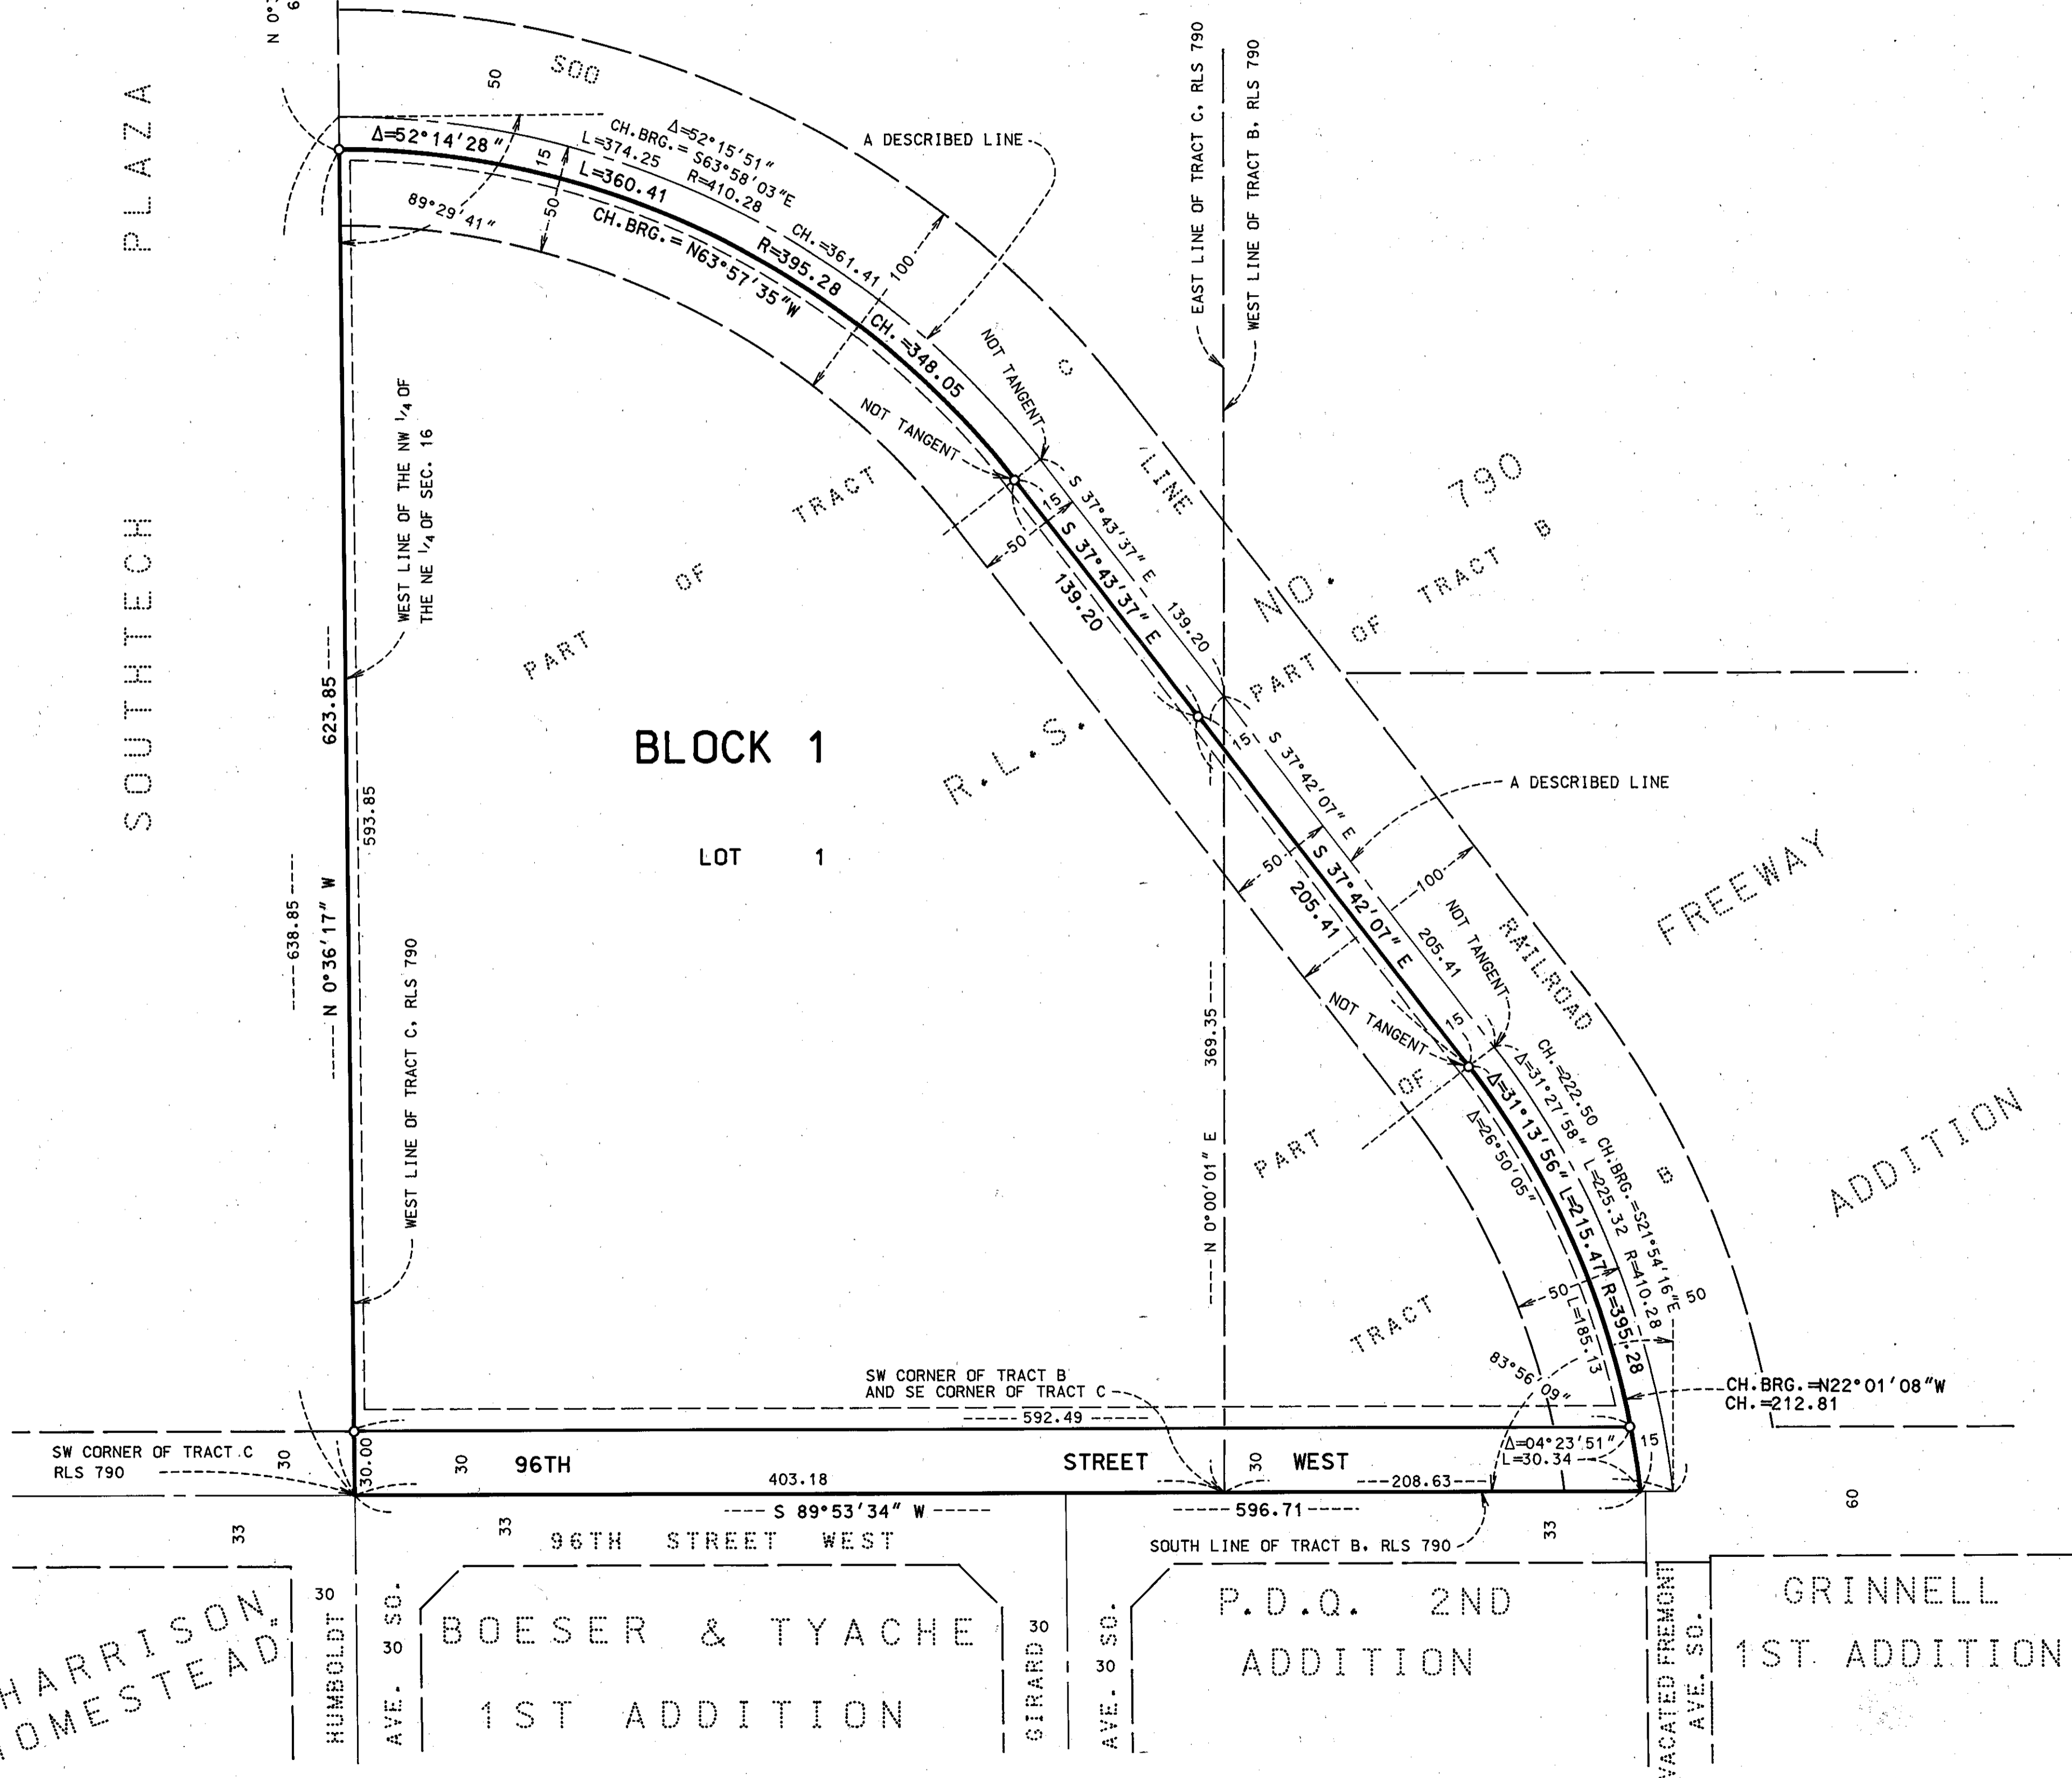 N 0°3
6
PLAZA
SOUTHTECH
50
SOO
Δ=52°14'28"
15
L=360.41
50
CH.BRG.= N63°57'35"W
R=395.28
CH. =348.05
89°29'41"
Δ=52°15'51"
CH.BRG.= S63°58'03"E
L=374.25
R=410.28
CH.=361.41
100
A DESCRIBED LINE
EAST LINE OF TRACT C, RLS 790
WEST LINE OF TRACT B, RLS 790
NOT TANGENT
C
LINE
NOT TANGENT
TRACT
OF
PART
15
50
S 37°43'37" E
139.20
S 37°43'37" E
139.20
790
NO.
R.L.S.
PART OF TRACT B
WEST LINE OF THE NW 1/4 OF
THE NE 1/4 OF SEC. 16
623.85
593.85
638.85
N 0°36'17" W
WEST LINE OF TRACT C, RLS 790
BLOCK 1
LOT 1
15
S 37°42'07" E
A DESCRIBED LINE
50
S 37°42'07" E
205.41
205.41
100
NOT TANGENT
RAILROAD
FREEWAY
ADDITION
NOT TANGENT
15
369.35
N 0°00'01" E
PART OF
TRACT
B
CH.=222.50
CH.BRG.=S21°54'16"E
Δ=31°27'58"
L=225.32
R=410.28
Δ=31°13'56"
L=215.47
R=395.28
Δ=26°50'05"
L=185.13
50
50
83°56'09"
CH.BRG.=N22°01'08"W
CH.=212.81
SW CORNER OF TRACT B
AND SE CORNER OF TRACT C
592.49
SW CORNER OF TRACT C
RLS 790
30
30.00
30
96TH STREET WEST
30
Δ=04°23'51"
L=30.34
15
403.18
208.63
S 89°53'34" W
596.71
60
33
33
33
96TH STREET WEST
SOUTH LINE OF TRACT B, RLS 790
HARRISON
HOMESTEAD
30
HUMBOLDT
AVE. SO.
30
BOESER & TYACHE
1ST ADDITION
30
GIRARD
AVE. SO.
30
P.D.Q. 2ND
ADDITION
VACATED FREMONT
AVE. SO.
GRINNELL
1ST ADDITION